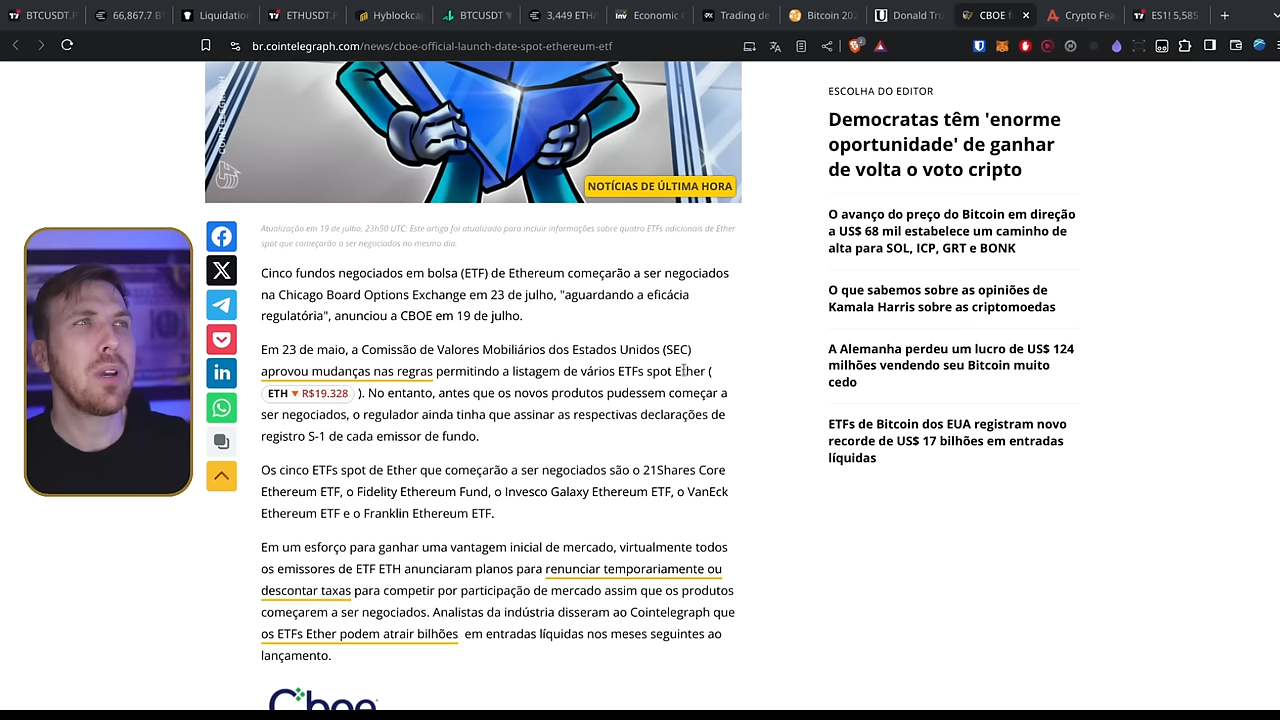 BTCUSDT.P
66,867.7 B
Liquidation
ETHUSDT.P
Hyblockca
BTCUSDT
3,449 ETH/
Economic C
Trading de
Bitcoin 202
Donald Tru
CBOE f
Crypto Fea
ES1! 5,585.
br.cointelegraph.com/news/cboe-official-launch-date-spot-ethereum-etf
NOTÍCIAS DE ÚLTIMA HORA
Atualização em 19 de julho, 23h50 UTC: Este artigo foi atualizado para incluir informações sobre quatro ETFs adicionais de Ether
spot que começarão a ser negociados no mesmo dia.
Cinco fundos negociados em bolsa (ETF) de Ethereum começarão a ser negociados
na Chicago Board Options Exchange em 23 de julho, "aguardando a eficácia
regulatória", anunciou a CBOE em 19 de julho.
Em 23 de maio, a Comissão de Valores Mobiliários dos Estados Unidos (SEC)
aprovou mudanças nas regras permitindo a listagem de vários ETFs spot Ether (
ETH ▼ R$19.328 ). No entanto, antes que os novos produtos pudessem começar a
ser negociados, o regulador ainda tinha que assinar as respectivas declarações de
registro S-1 de cada emissor de fundo.
Os cinco ETFs spot de Ether que começarão a ser negociados são o 21Shares Core
Ethereum ETF, o Fidelity Ethereum Fund, o Invesco Galaxy Ethereum ETF, o VanEck
Ethereum ETF e o Franklin Ethereum ETF.
Em um esforço para ganhar uma vantagem inicial de mercado, virtualmente todos
os emissores de ETF ETH anunciaram planos para renunciar temporariamente ou
descontar taxas para competir por participação de mercado assim que os produtos
começarem a ser negociados. Analistas da indústria disseram ao Cointelegraph que
os ETFs Ether podem atrair bilhões em entradas líquidas nos meses seguintes ao
lançamento.
Cboe
ESCOLHA DO EDITOR
Democratas têm 'enorme
oportunidade' de ganhar
de volta o voto cripto
O avanço do preço do Bitcoin em direção
a US$ 68 mil estabelece um caminho de
alta para SOL, ICP, GRT e BONK
O que sabemos sobre as opiniões de
Kamala Harris sobre as criptomoedas
A Alemanha perdeu um lucro de US$ 124
milhões vendendo seu Bitcoin muito
cedo
ETFs de Bitcoin dos EUA registram novo
recorde de US$ 17 bilhões em entradas
líquidas